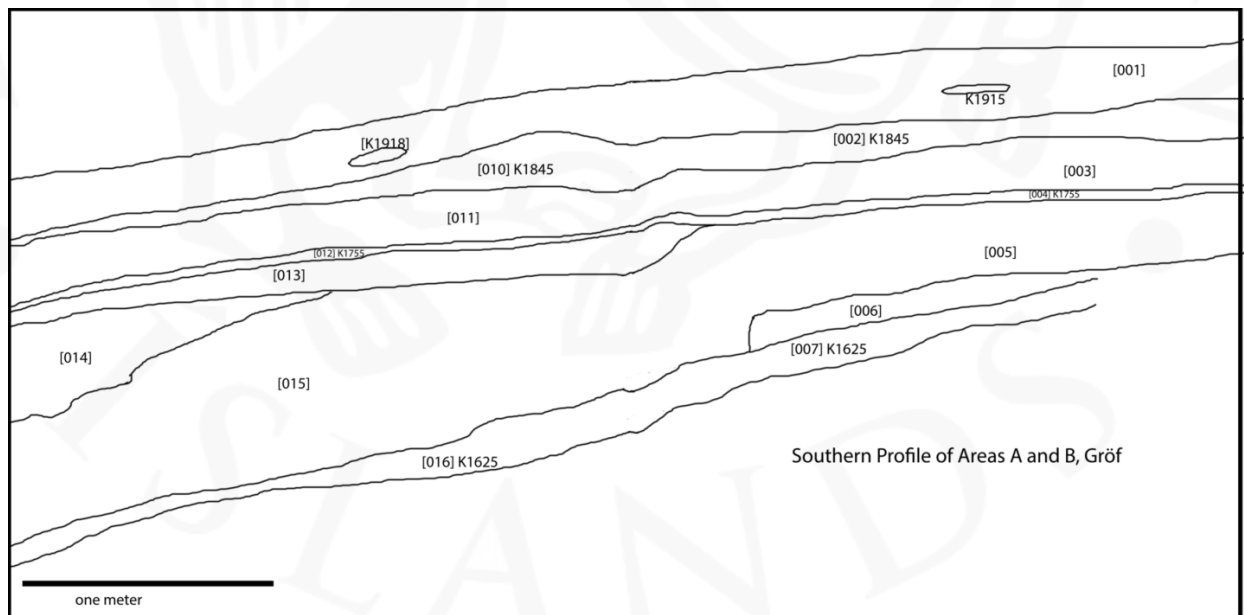 [001]
K1915
[K1918]
[002] K1845
[010] K1845
[003]
[004] K1755
[011]
[012] K1755
[005]
[013]
[006]
[007] K1625
[014]
[015]
Southern Profile of Areas A and B, Gröf
[016] K1625
one meter
ISLANDS